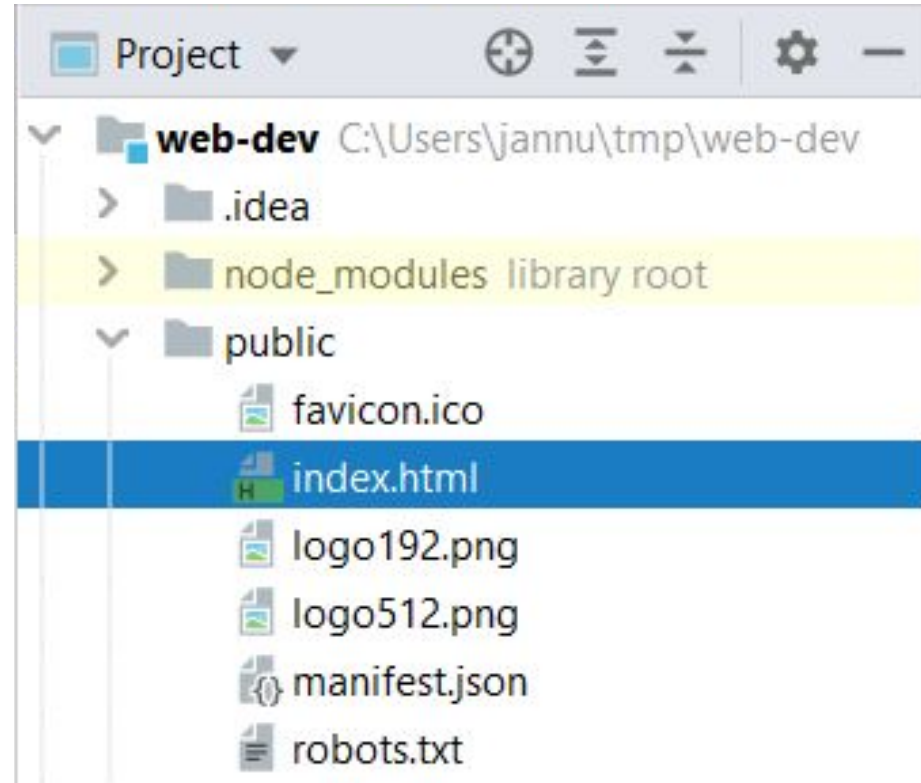 Project
web-dev C:\Users\jannu\tmp\web-dev
.idea
node_modules library root
public
favicon.ico
H index.html
logo192.png
logo512.png
{} manifest.json
robots.txt